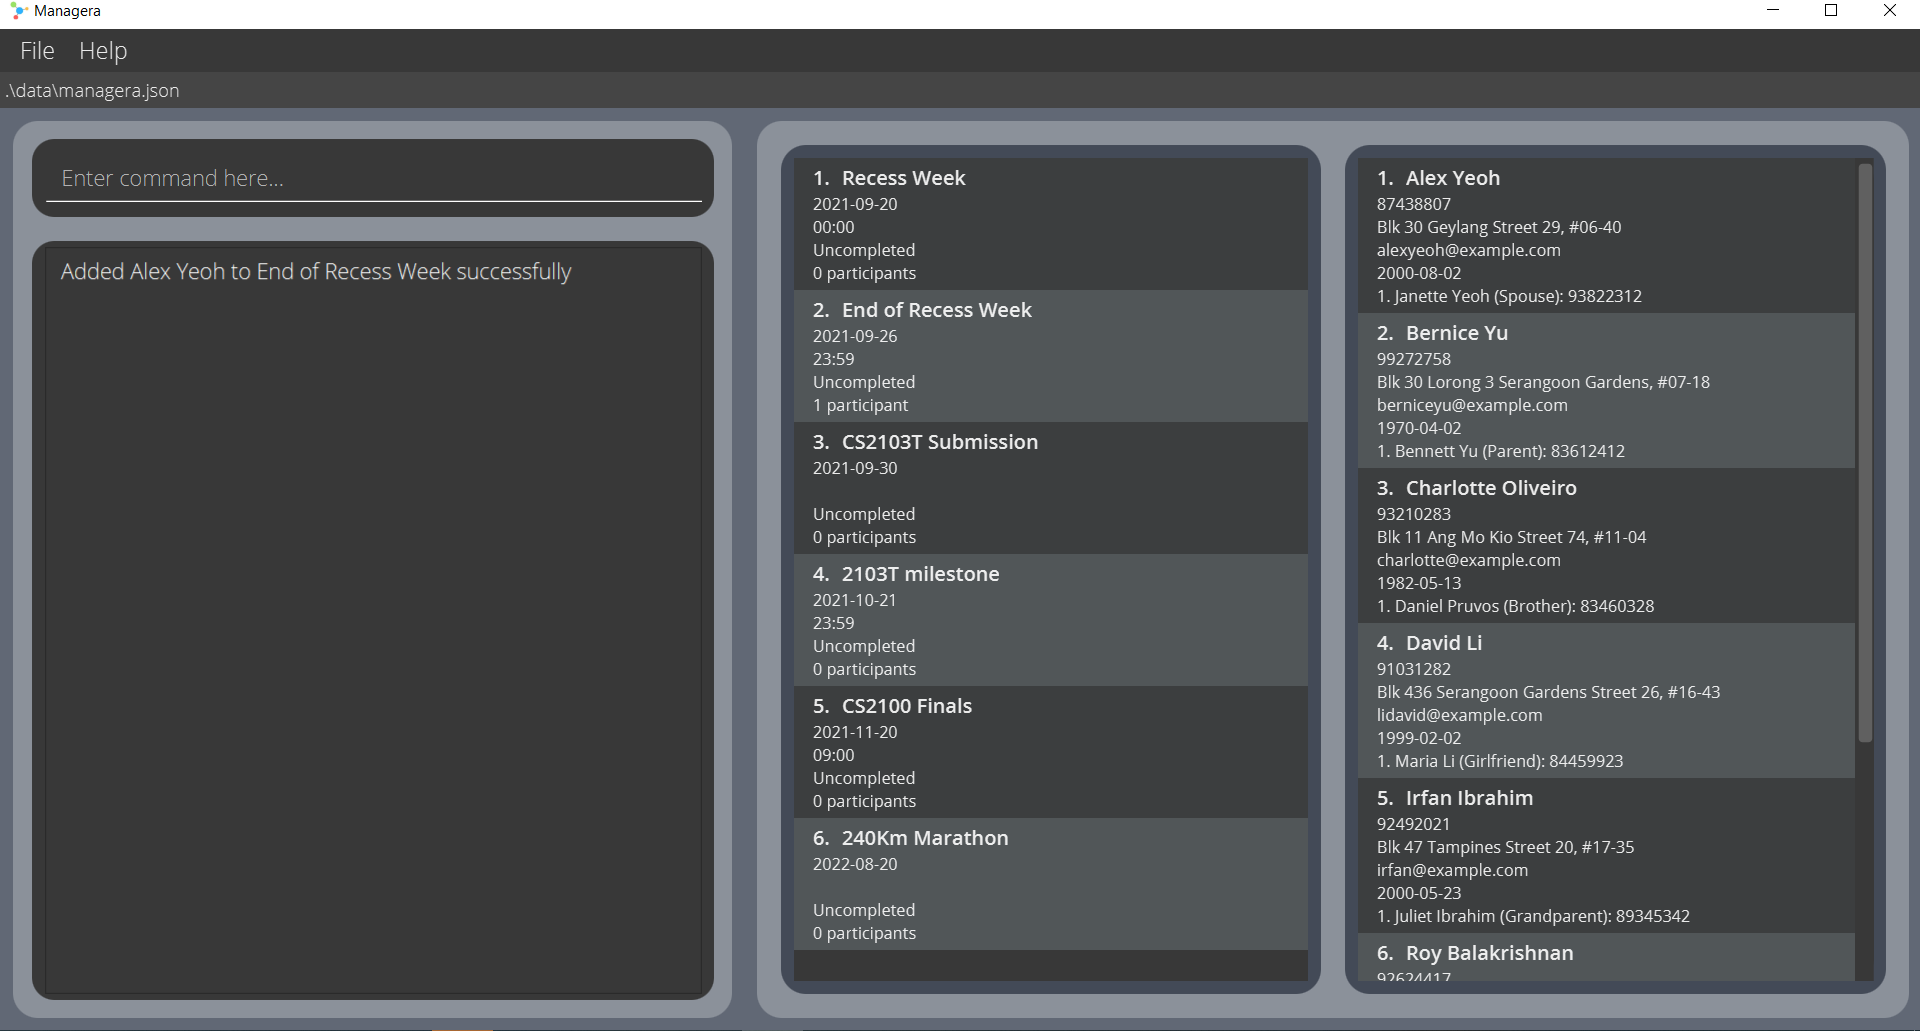 Managera
File Help
.\data\managera.json
Enter command here...
Added Alex Yeoh to End of Recess Week successfully
1. Recess Week
2021-09-20
00:00
Uncompleted
0 participants
2. End of Recess Week
2021-09-26
23:59
Uncompleted
1 participant
3. CS2103T Submission
2021-09-30
Uncompleted
0 participants
4. 2103T milestone
2021-10-21
23:59
Uncompleted
0 participants
5. CS2100 Finals
2021-11-20
09:00
Uncompleted
0 participants
6. 240Km Marathon
2022-08-20
Uncompleted
0 participants
1. Alex Yeoh
87438807
Blk 30 Geylang Street 29, #06-40
alexyeoh@example.com
2000-08-02
1. Janette Yeoh (Spouse): 93822312
2. Bernice Yu
99272758
Blk 30 Lorong 3 Serangoon Gardens, #07-18
berniceyu@example.com
1970-04-02
1. Bennett Yu (Parent): 83612412
3. Charlotte Oliveiro
93210283
Blk 11 Ang Mo Kio Street 74, #11-04
charlotte@example.com
1982-05-13
1. Daniel Pruvos (Brother): 83460328
4. David Li
91031282
Blk 436 Serangoon Gardens Street 26, #16-43
lidavid@example.com
1999-02-02
1. Maria Li (Girlfriend): 84459923
5. Irfan Ibrahim
92492021
Blk 47 Tampines Street 20, #17-35
irfan@example.com
2000-05-23
1. Juliet Ibrahim (Grandparent): 89345342
6. Roy Balakrishnan
92624417